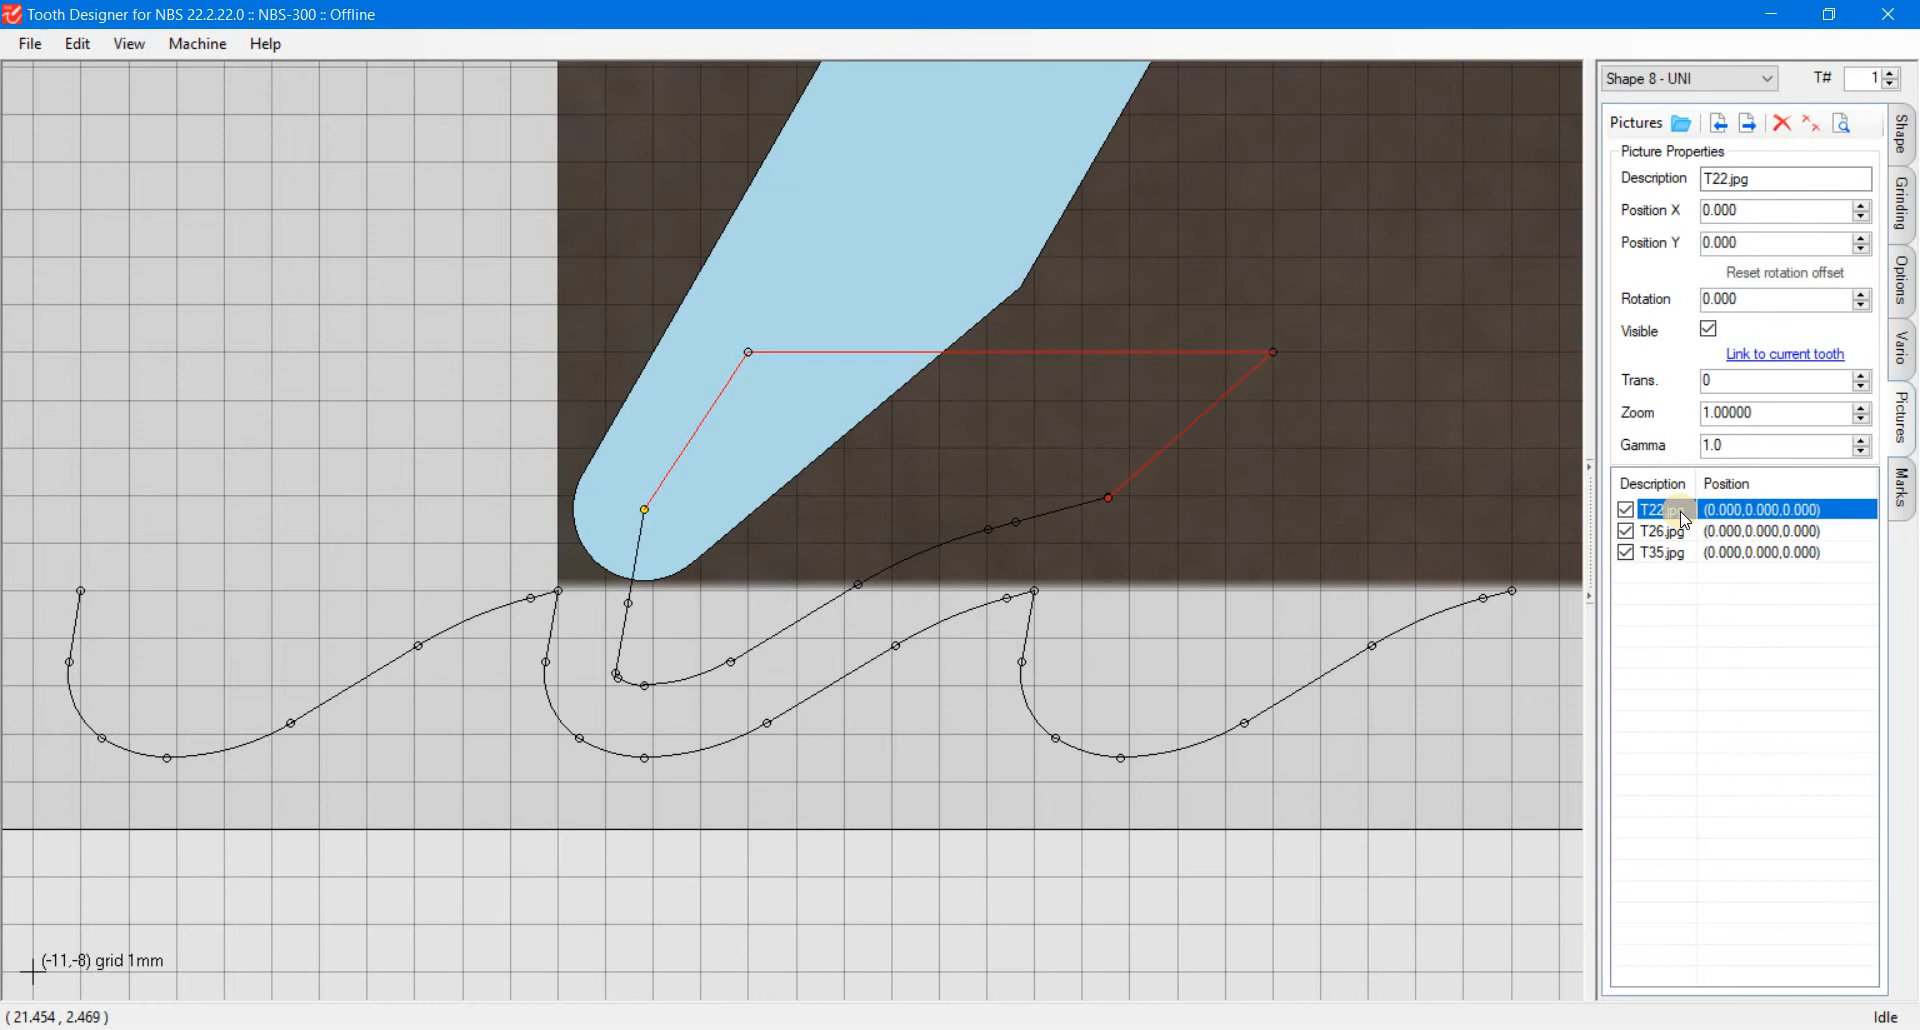 Tooth Designer for NBS 22.2.22.0 :: NBS-300 :: Offline
File Edit View Machine Help
Shape 8 - UNI T# 1
Pictures
Picture Properties
Description T22.jpg
Position X 0.000
Position Y 0.000
Reset rotation offset
Rotation 0.000
Visible
Link to current tooth
Trans. 0
Zoom 1.00000
Gamma 1.0
Description Position
T22.jpg (0.000,0.000,0.000)
T26.jpg (0.000,0.000,0.000)
T35.jpg (0.000,0.000,0.000)
Shape
Grinding
Options
Vario
Pictures
Marks
(-11,-8) grid 1mm
( 21.454 , 2.469 )
Idle